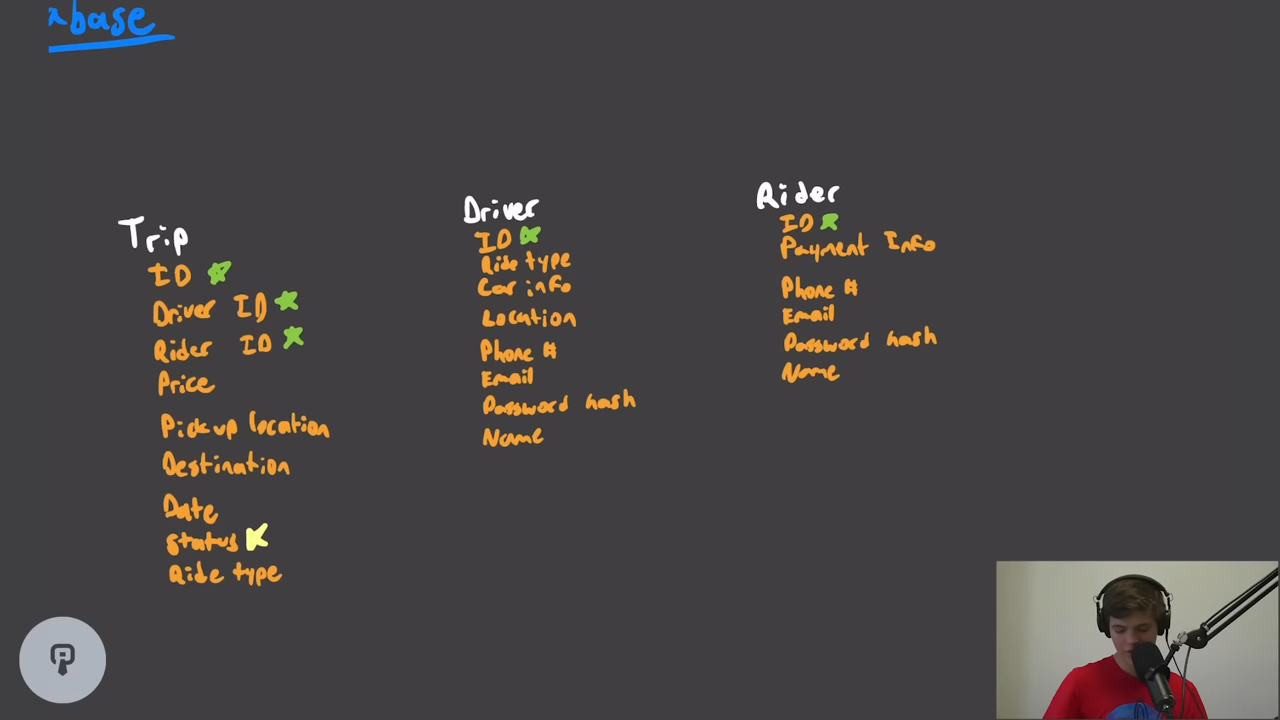 base
Trip
ID
Driver ID
Rider ID
Price
Pickup location
Destination
Date
status
Ride type
Driver
ID
Ride type
Car info
Location
Phone #
Email
Password hash
Name
Rider
ID
Payment Info
Phone #
Email
Password hash
Name